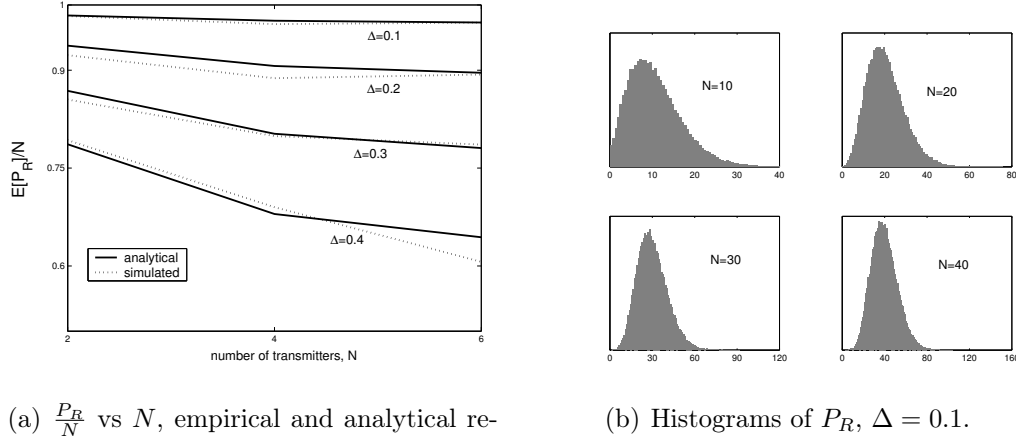 1
0.9
0.75
0.6
E[P_R]/N
Δ=0.1
Δ=0.2
Δ=0.3
Δ=0.4
analytical
simulated
2 4 6
number of transmitters, N
N=10
0 10 20 30 40
N=20
0 20 40 60 80
N=30
0 30 60 90 120
N=40
0 40 80 120 160
(a) P_R/N vs N, empirical and analytical re-
(b) Histograms of P_R, Δ = 0.1.